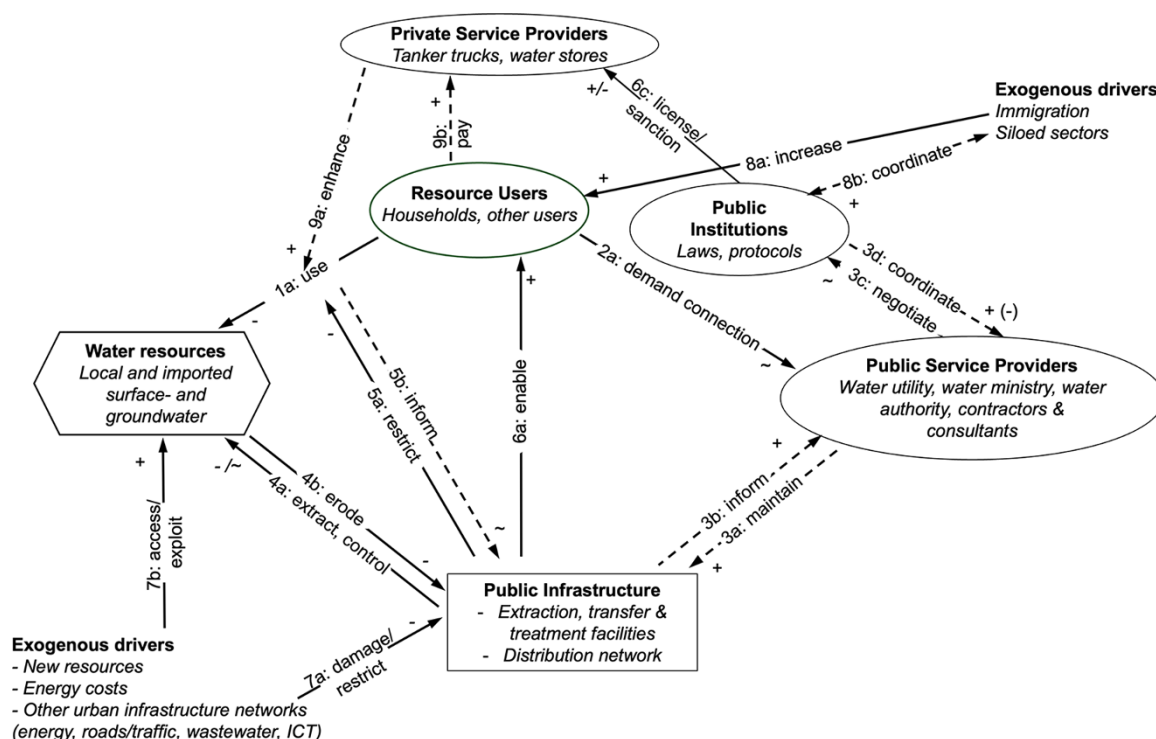 Private Service Providers
Tanker trucks, water stores
+/-
6c: license/
sanction
Exogenous drivers
Immigration
Siloed sectors
+
9b:
pay
9a: enhance
+
8a: increase
+
8b: coordinate
+
Resource Users
Households, other users
Public
Institutions
Laws, protocols
1a: use
-
2a: demand connection
~
3d: coordinate
+ (-)
3c: negotiate
~
Water resources
Local and imported
surface- and
groundwater
-
5b: inform
~
5a: restrict
+
6a: enable
Public Service Providers
Water utility, water ministry, water
authority, contractors &
consultants
+
7b: access/
exploit
- /~
4b: erode
-
4a: extract, control
+
3b: inform
3a: maintain
+
Public Infrastructure
- Extraction, transfer &
treatment facilities
- Distribution network
Exogenous drivers
- New resources
- Energy costs
- Other urban infrastructure networks
(energy, roads/traffic, wastewater, ICT)
7a: damage/
restrict
-